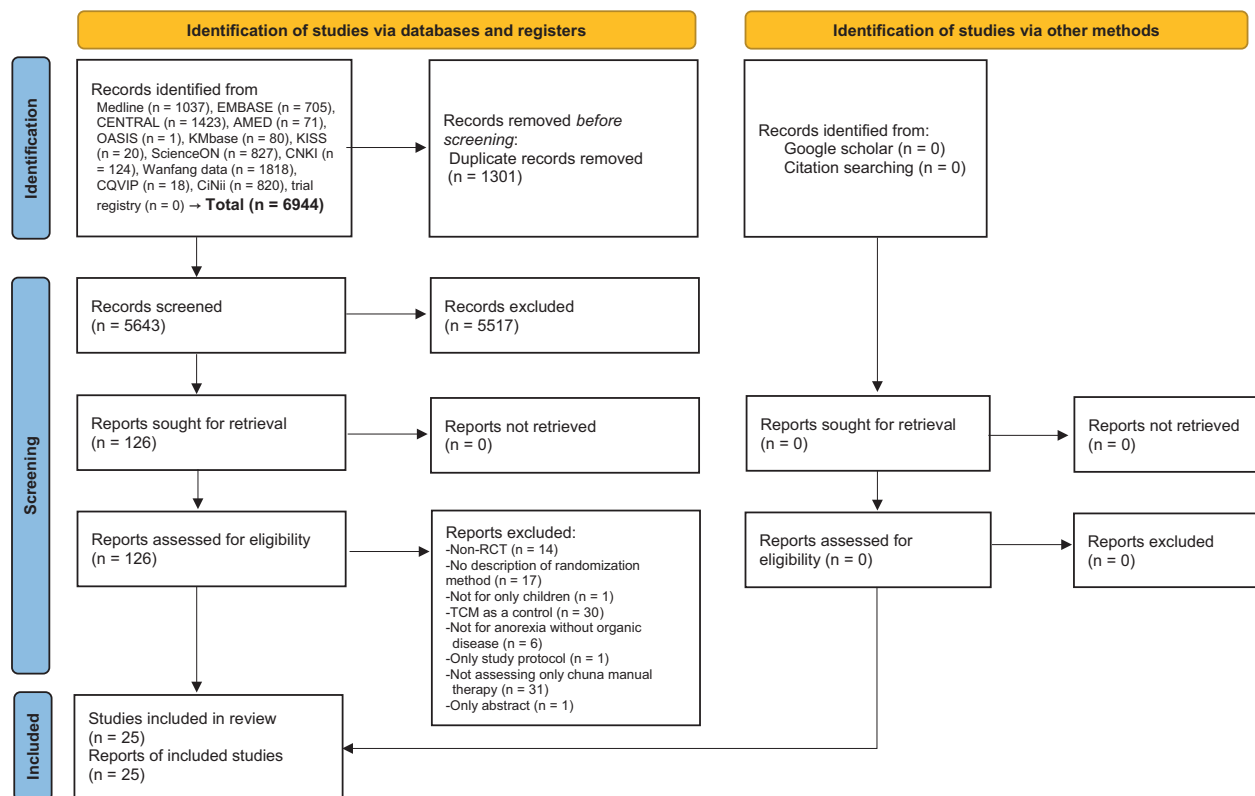 Identification of studies via databases and registers
Identification of studies via other methods
Identification
Records identified from
Medline (n = 1037), EMBASE (n = 705),
CENTRAL (n = 1423), AMED (n = 71),
OASIS (n = 1), KMbase (n = 80), KISS
(n = 20), ScienceON (n = 827), CNKI (n
= 124), Wanfang data (n = 1818),
CQVIP (n = 18), CiNii (n = 820), trial
registry (n = 0) → Total (n = 6944)
Records removed before
screening:
Duplicate records removed
(n = 1301)
Records identified from:
Google scholar (n = 0)
Citation searching (n = 0)
Screening
Records screened
(n = 5643)
Records excluded
(n = 5517)
Reports sought for retrieval
(n = 126)
Reports not retrieved
(n = 0)
Reports sought for retrieval
(n = 0)
Reports not retrieved
(n = 0)
Reports assessed for eligibility
(n = 126)
Reports excluded:
-Non-RCT (n = 14)
-No description of randomization
method (n = 17)
-Not for only children (n = 1)
-TCM as a control (n = 30)
-Not for anorexia without organic
disease (n = 6)
-Only study protocol (n = 1)
-Not assessing only chuna manual
therapy (n = 31)
-Only abstract (n = 1)
Reports assessed for
eligibility (n = 0)
Reports excluded
(n = 0)
Included
Studies included in review
(n = 25)
Reports of included studies
(n = 25)